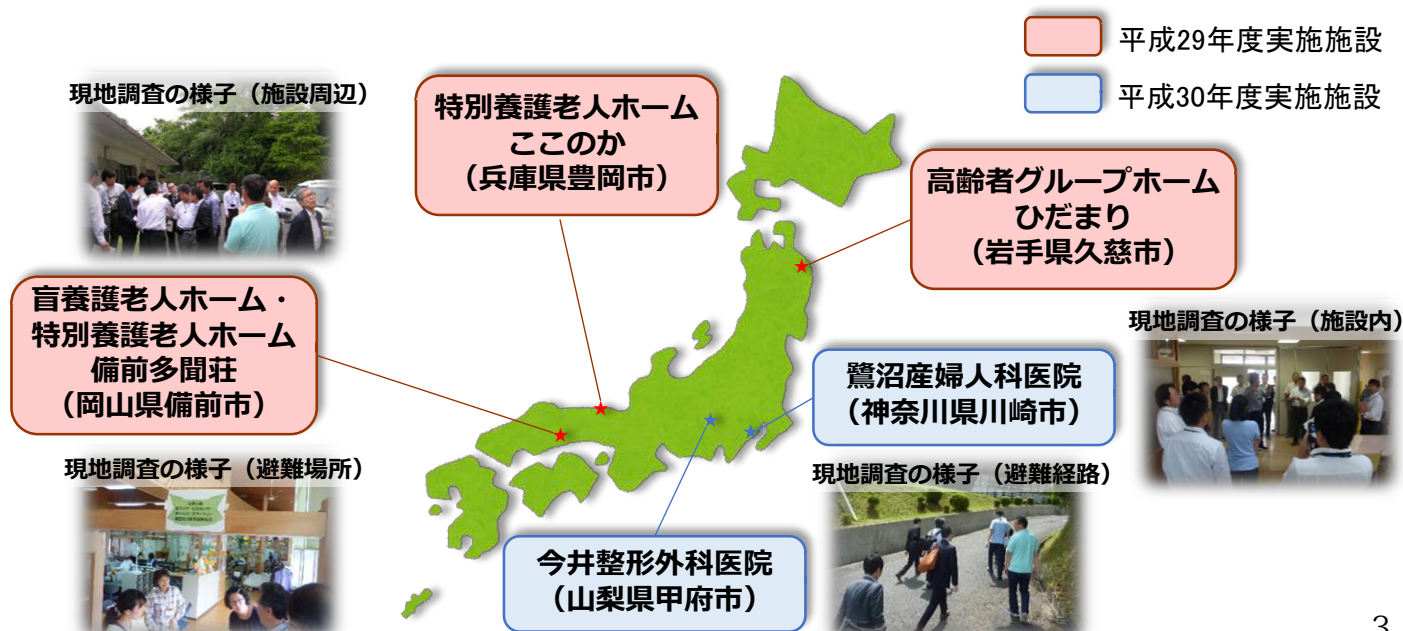 平成29年度実施施設
平成30年度実施施設
現地調査の様子（施設周辺）
特別養護老人ホーム
ここのか
（兵庫県豊岡市）
高齢者グループホーム
ひだまり
（岩手県久慈市）
盲養護老人ホーム・
特別養護老人ホーム
備前多聞荘
（岡山県備前市）
現地調査の様子（施設内）
鷺沼産婦人科医院
（神奈川県川崎市）
現地調査の様子（避難場所）
現地調査の様子（避難経路）
今井整形外科医院
（山梨県甲府市）
3